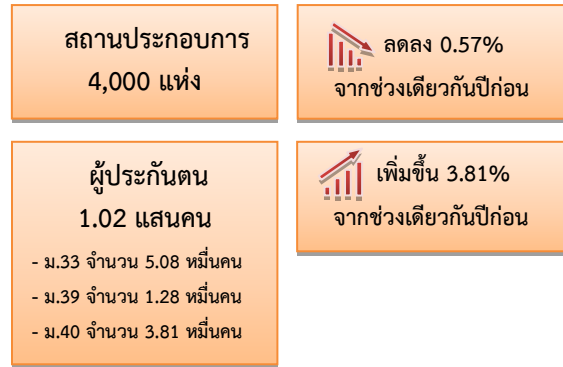 สถานประกอบการ
4,000 แห่ง
ลดลง 0.57%
จากช่วงเดียวกันปีก่อน
ผู้ประกันตน
1.02 แสนคน
- ม.33 จำนวน 5.08 หมื่นคน
- ม.39 จำนวน 1.28 หมื่นคน
- ม.40 จำนวน 3.81 หมื่นคน
เพิ่มขึ้น 3.81%
จากช่วงเดียวกันปีก่อน